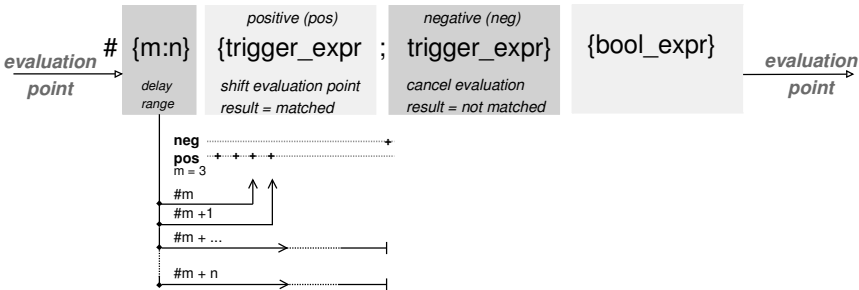 positive (pos) negative (neg)
# {m:n} {trigger_expr ; trigger_expr} {bool_expr}
evaluation point
delay range
shift evaluation point
result = matched
cancel evaluation
result = not matched
evaluation point
neg
pos
m = 3
#m
#m +1
#m + ...
#m + n